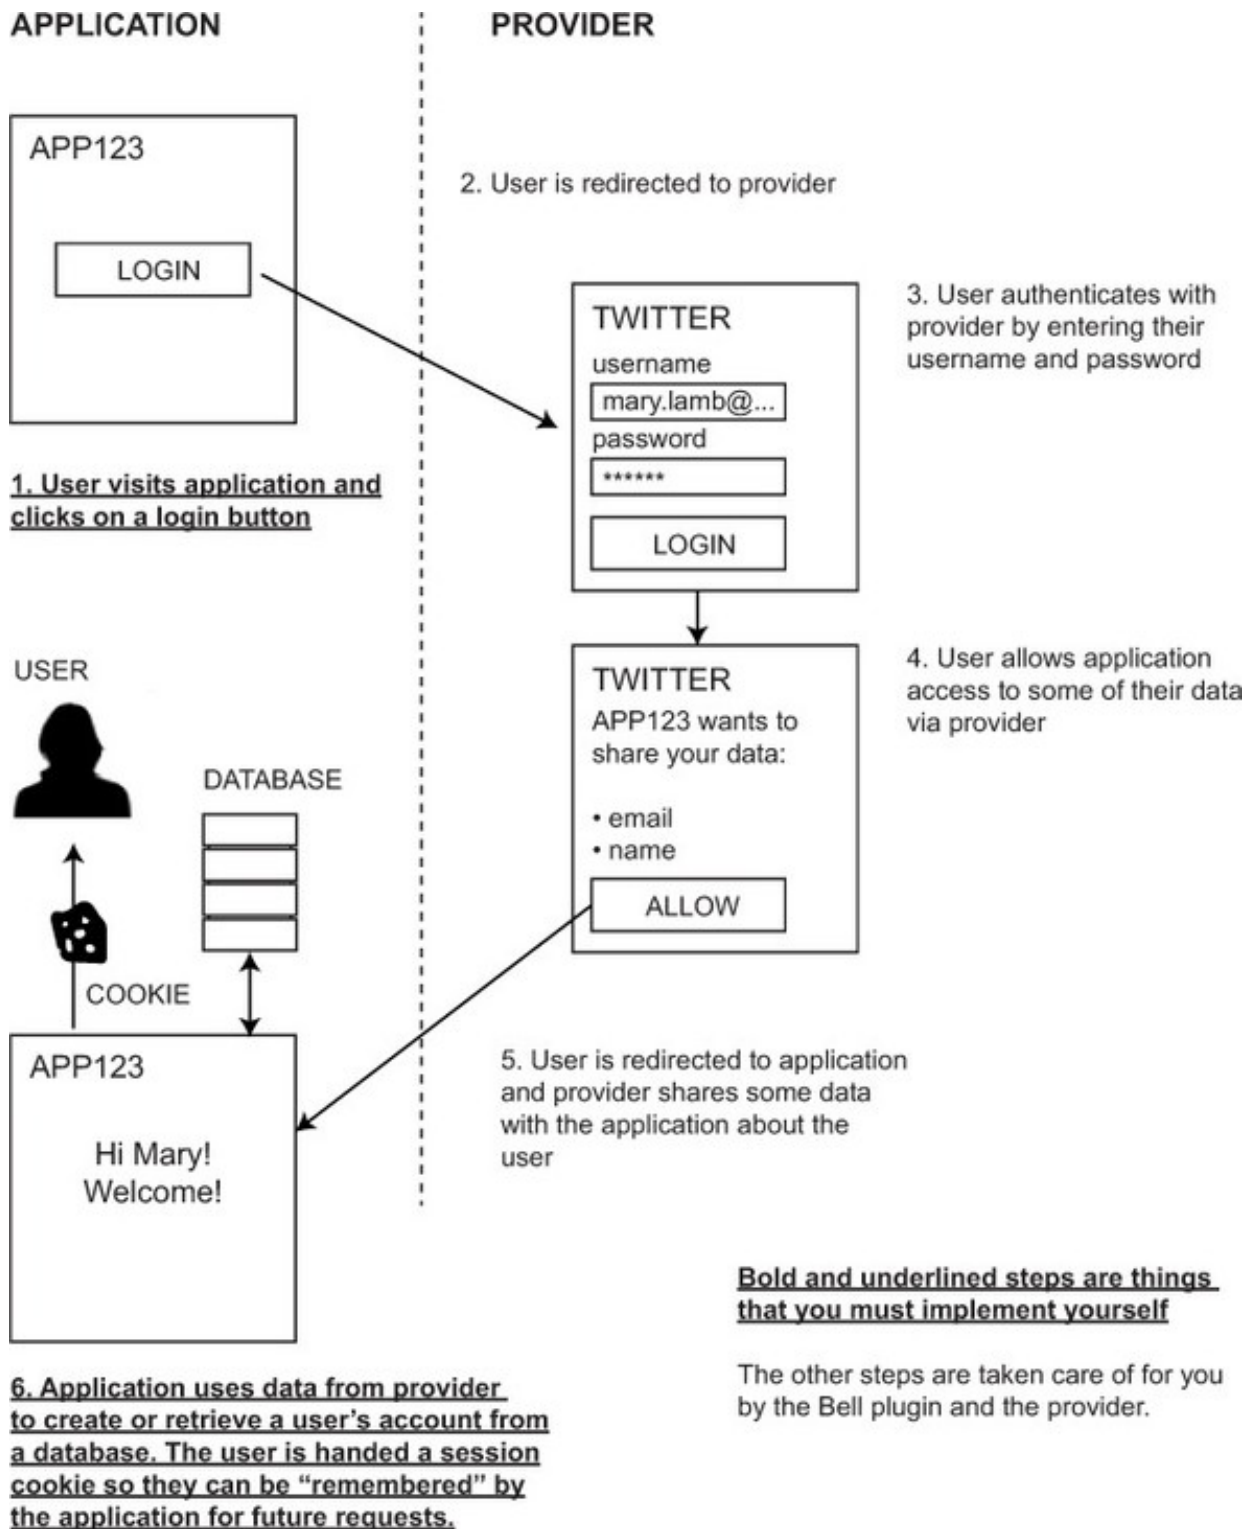 APPLICATION
PROVIDER
APP123
LOGIN
1. User visits application and
clicks on a login button
2. User is redirected to provider
TWITTER
username
mary.lamb@...
password
******
LOGIN
3. User authenticates with
provider by entering their
username and password
TWITTER
APP123 wants to
share your data:
• email
• name
ALLOW
4. User allows application
access to some of their data
via provider
USER
DATABASE
COOKIE
5. User is redirected to application
and provider shares some data
with the application about the
user
APP123
Hi Mary!
Welcome!
6. Application uses data from provider
to create or retrieve a user’s account from
a database. The user is handed a session
cookie so they can be “remembered” by
the application for future requests.
Bold and underlined steps are things
that you must implement yourself
The other steps are taken care of for you
by the Bell plugin and the provider.